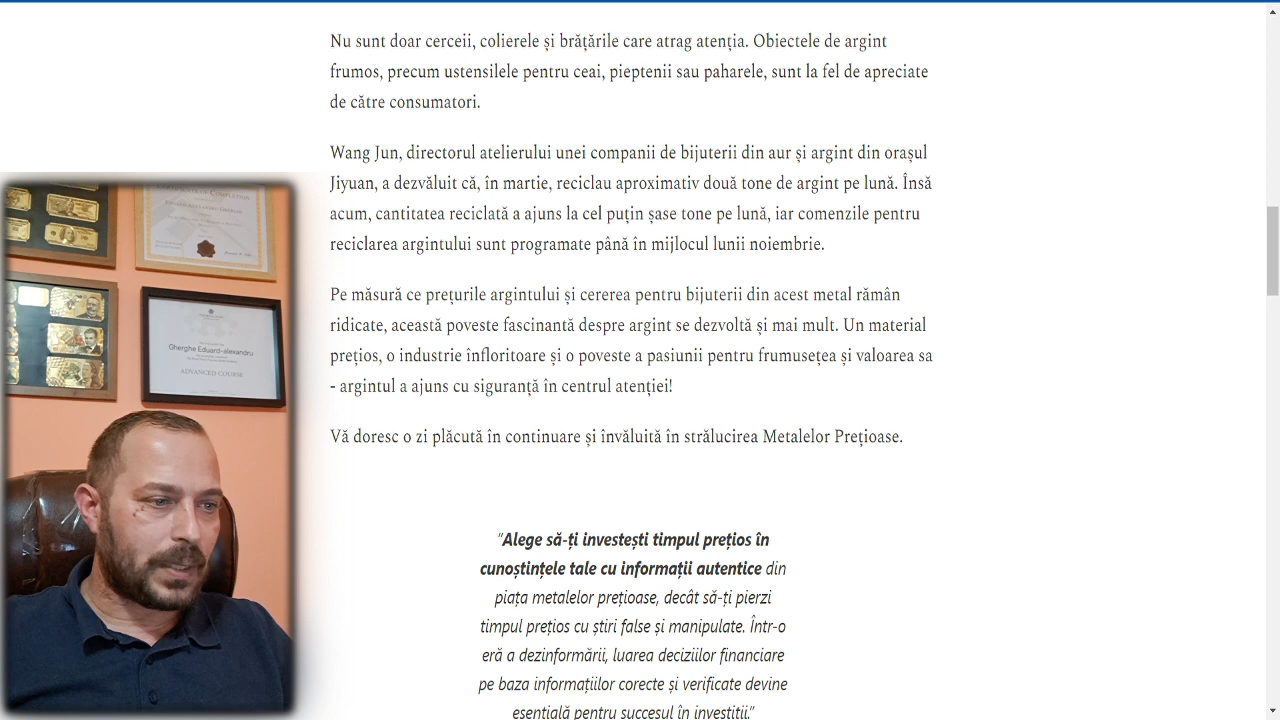 Nu sunt doar cerceii, colierele și brățările care atrag atenția. Obiectele de argint
frumos, precum ustensilele pentru ceai, pieptenii sau paharele, sunt la fel de apreciate
de către consumatori.
Wang Jun, directorul atelierului unei companii de bijuterii din aur și argint din orașul
Jiyuan, a dezvăluit că, în martie, reciclau aproximativ două tone de argint pe lună. Însă
acum, cantitatea reciclată a ajuns la cel puțin șase tone pe lună, iar comenzile pentru
reciclarea argintului sunt programate până în mijlocul lunii noiembrie.
Pe măsură ce prețurile argintului și cererea pentru bijuterii din acest metal rămân
ridicate, această poveste fascinantă despre argint se dezvoltă și mai mult. Un material
prețios, o industrie înfloritoare și o poveste a pasiunii pentru frumusețea și valoarea sa
- argintul a ajuns cu siguranță în centrul atenției!
Vă doresc o zi plăcută în continuare și învăluită în strălucirea Metalelor Prețioase.
"Alege să-ți investești timpul prețios în
cunoștințele tale cu informații autentice din
piața metalelor prețioase, decât să-ți pierzi
timpul prețios cu știri false și manipulate. Într-o
eră a dezinformării, luarea deciziilor financiare
pe baza informațiilor corecte și verificate devine
esențială pentru succesul în investiții."
Gherghe Eduard-alexandru
ADVANCED COURSE